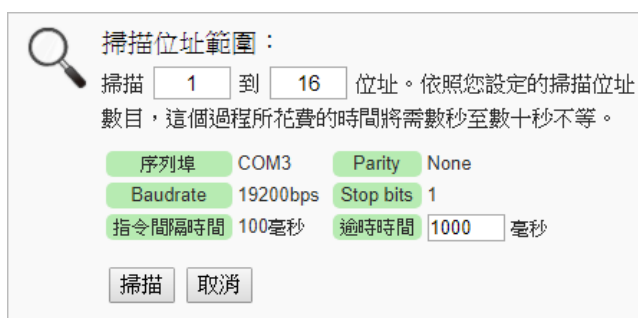 掃描位址範圍：
掃描 1 到 16 位址。依照您設定的掃描位址
數目，這個過程所花費的時間將需數秒至數十秒不等。
序列埠 COM3 Parity None
Baudrate 19200bps Stop bits 1
指令間隔時間 100毫秒 逾時時間 1000 毫秒
掃描 取消